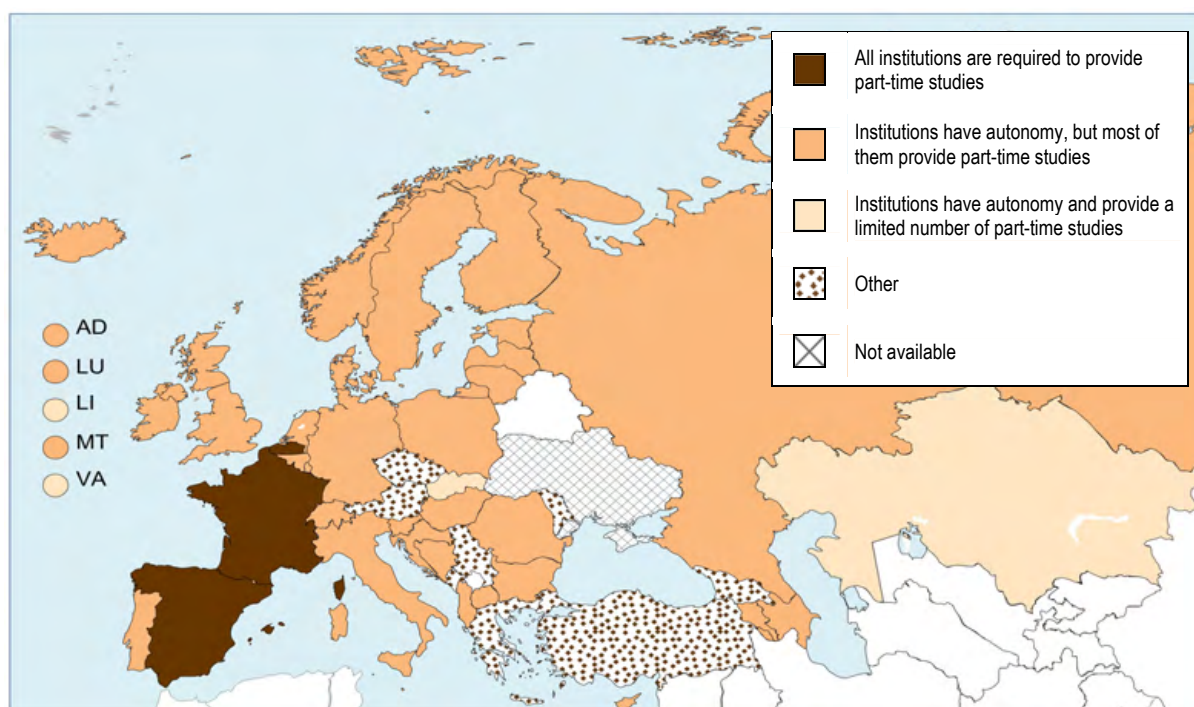 All institutions are required to provide
part-time studies
Institutions have autonomy, but most of
them provide part-time studies
Institutions have autonomy and provide a
limited number of part-time studies
Other
Not available
AD
LU
LI
MT
VA